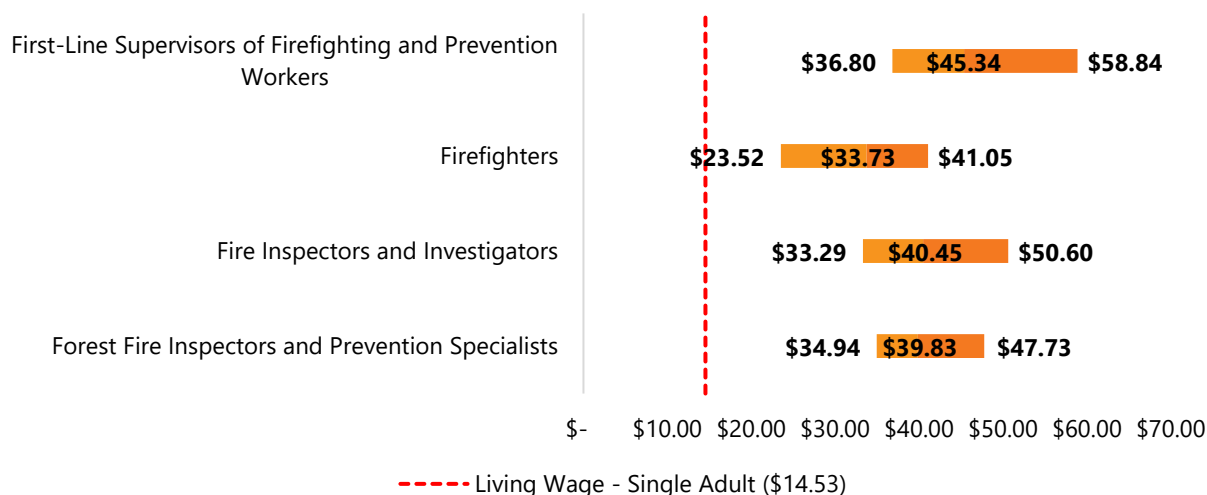 First-Line Supervisors of Firefighting and Prevention
Workers
$36.80 $45.34 $58.84
Firefighters
$23.52 $33.73 $41.05
Fire Inspectors and Investigators
$33.29 $40.45 $50.60
Forest Fire Inspectors and Prevention Specialists
$34.94 $39.83 $47.73
$- $10.00 $20.00 $30.00 $40.00 $50.00 $60.00 $70.00
Living Wage - Single Adult ($14.53)